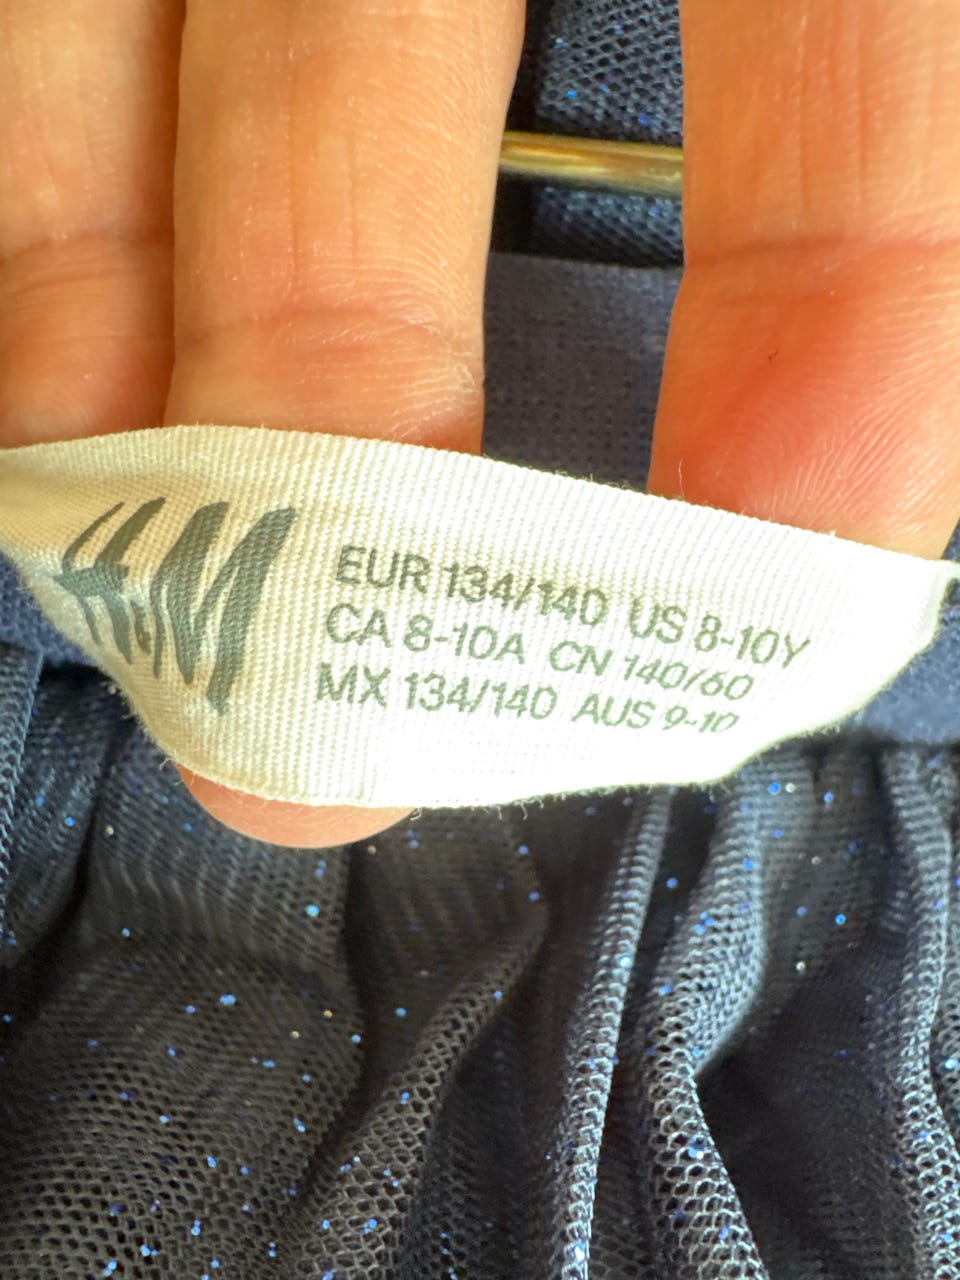 H&M
EUR 134/140 US 8-10Y
CA 8-10A CN 140/60
MX 134/140 AUS 9-10